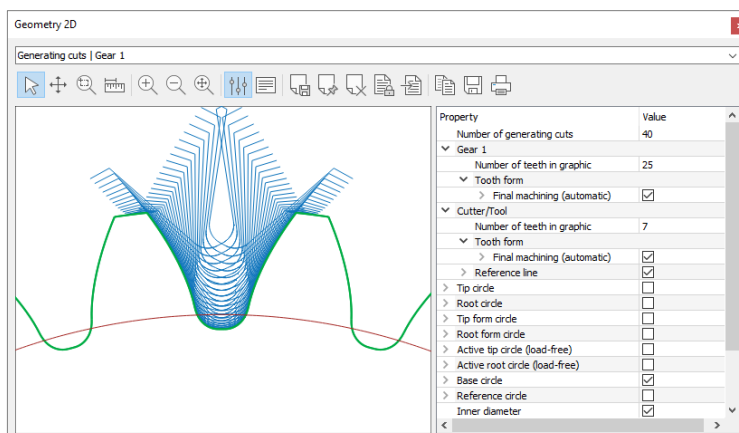 Geometry 2D
Generating cuts | Gear 1
Property Value
Number of generating cuts 40
Gear 1
Number of teeth in graphic 25
Tooth form
Final machining (automatic)
Cutter/Tool
Number of teeth in graphic 7
Tooth form
Final machining (automatic)
Reference line
Tip circle
Root circle
Tip form circle
Root form circle
Active tip circle (load-free)
Active root circle (load-free)
Base circle
Reference circle
Inner diameter